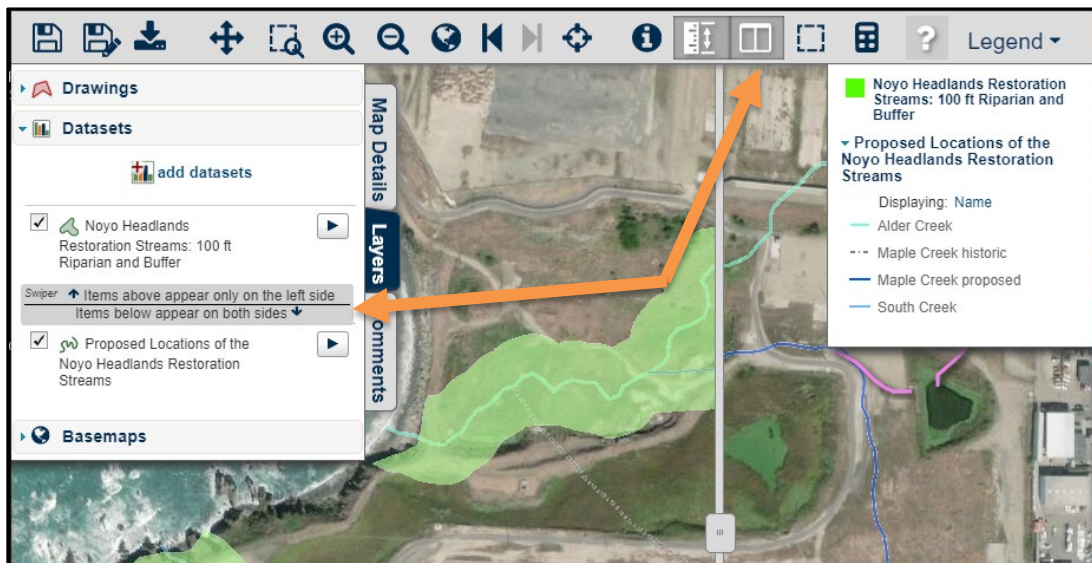 Legend
Drawings
Datasets
add datasets
Noyo Headlands
Restoration Streams: 100 ft
Riparian and Buffer
Swiper Items above appear only on the left side
Items below appear on both sides
Proposed Locations of the
Noyo Headlands Restoration
Streams
Basemaps
Map Details
Layers
omments
Noyo Headlands Restoration
Streams: 100 ft Riparian and
Buffer
Proposed Locations of the
Noyo Headlands Restoration
Streams
Displaying: Name
Alder Creek
Maple Creek historic
Maple Creek proposed
South Creek